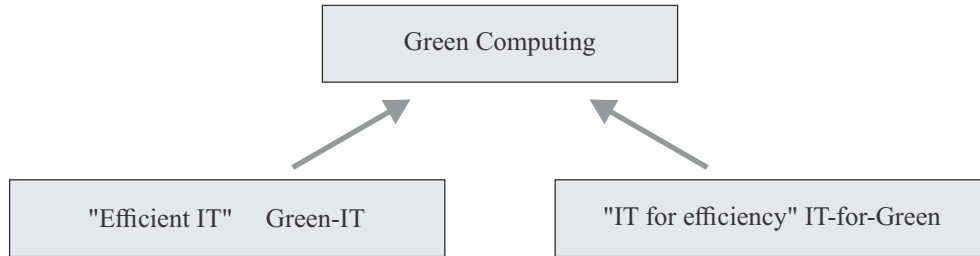 Green Computing
"Efficient IT" Green-IT
"IT for efficiency" IT-for-Green